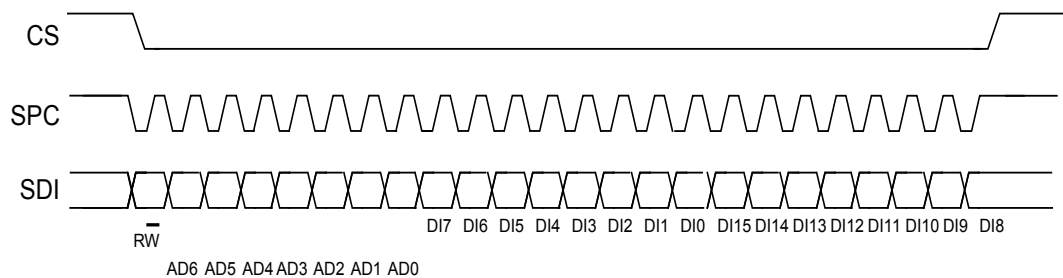 CS
SPC
SDI
DI7 DI6 DI5 DI4 DI3 DI2 DI1 DI0 DI15 DI14 DI13 DI12 DI11 DI10 DI9 DI8
RW
AD6 AD5 AD4 AD3 AD2 AD1 AD0